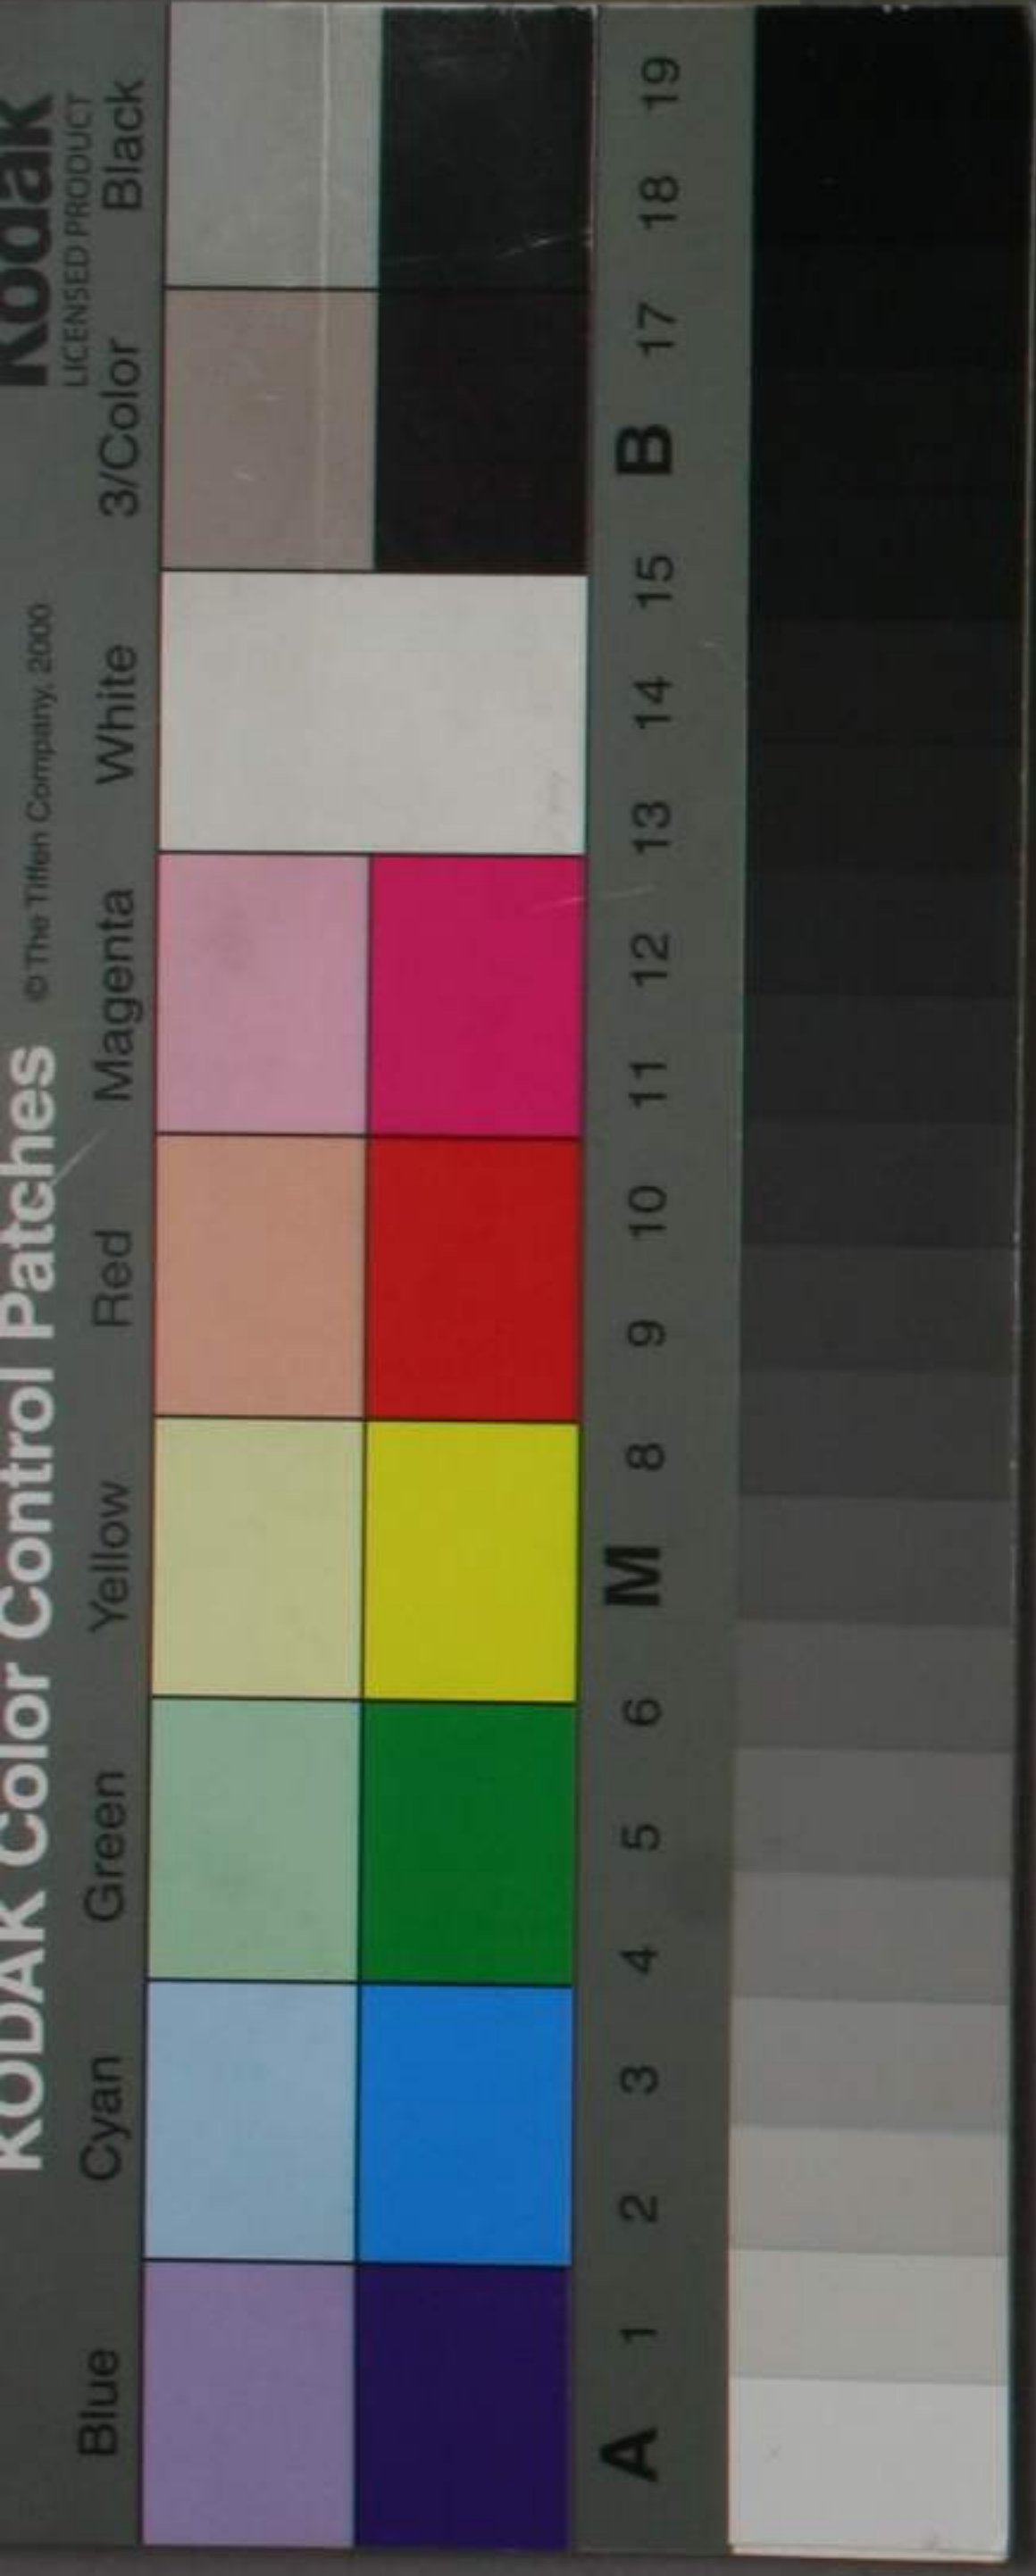 KODAK Color Control Patches © The Tiffen Company, 2000 Kodak
LICENSED PRODUCT
Blue Cyan Green Yellow Red Magenta White 3/Color Black
A 1 2 3 4 5 6 M 8 9 10 11 12 13 14 15 B 17 18 19